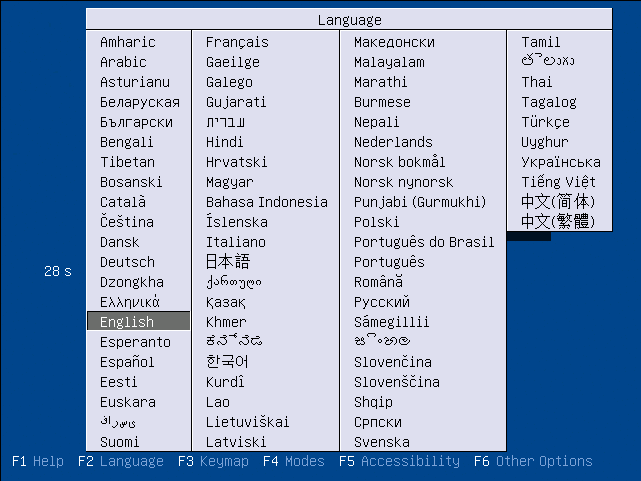 Language
Amharic
Arabic
Asturianu
Беларуская
Български
Bengali
Tibetan
Bosanski
Català
Čeština
Dansk
Deutsch
Dzongkha
Ελληνικά
English
Esperanto
Español
Eesti
Euskara
فارسی
Suomi
Français
Gaeilge
Galego
Gujarati
עברית
Hindi
Hrvatski
Magyar
Bahasa Indonesia
Íslenska
Italiano
日本語
ქართული
Қазақ
Khmer
ಕನ್ನಡ
한국어
Kurdî
Lao
Lietuviškai
Latviski
Македонски
Malayalam
Marathi
Burmese
Nepali
Nederlands
Norsk bokmål
Norsk nynorsk
Punjabi (Gurmukhi)
Polski
Português do Brasil
Português
Română
Русский
Sámegillii
සිංහල
Slovenčina
Slovenščina
Shqip
Српски
Svenska
Tamil
తెలుగు
Thai
Tagalog
Türkçe
Uyghur
Українська
Tiếng Việt
中文(简体)
中文(繁體)
28 s
F1 Help F2 Language F3 Keymap F4 Modes F5 Accessibility F6 Other Options